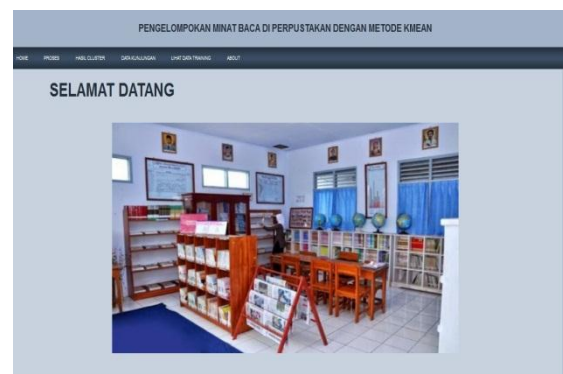 PENGELOMPOKAN MINAT BACA DI PERPUSTAKAN DENGAN METODE KMEAN
HOME PROSES HASIL CLUSTER DATA KUNJUNGAN LIHAT DATA TRAINING ABOUT
SELAMAT DATANG